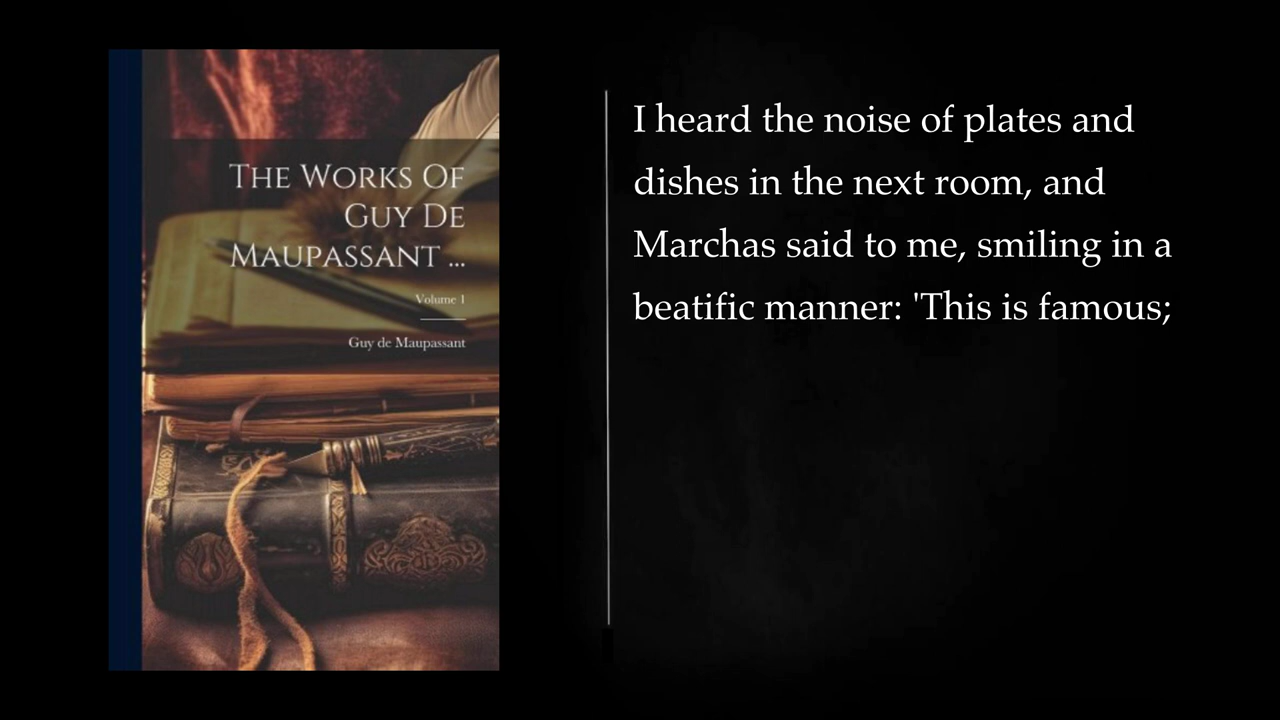 The Works Of
Guy De
Maupassant ...
Volume 1
Guy de Maupassant
I heard the noise of plates and
dishes in the next room, and
Marchas said to me, smiling in a
beatific manner: 'This is famous;